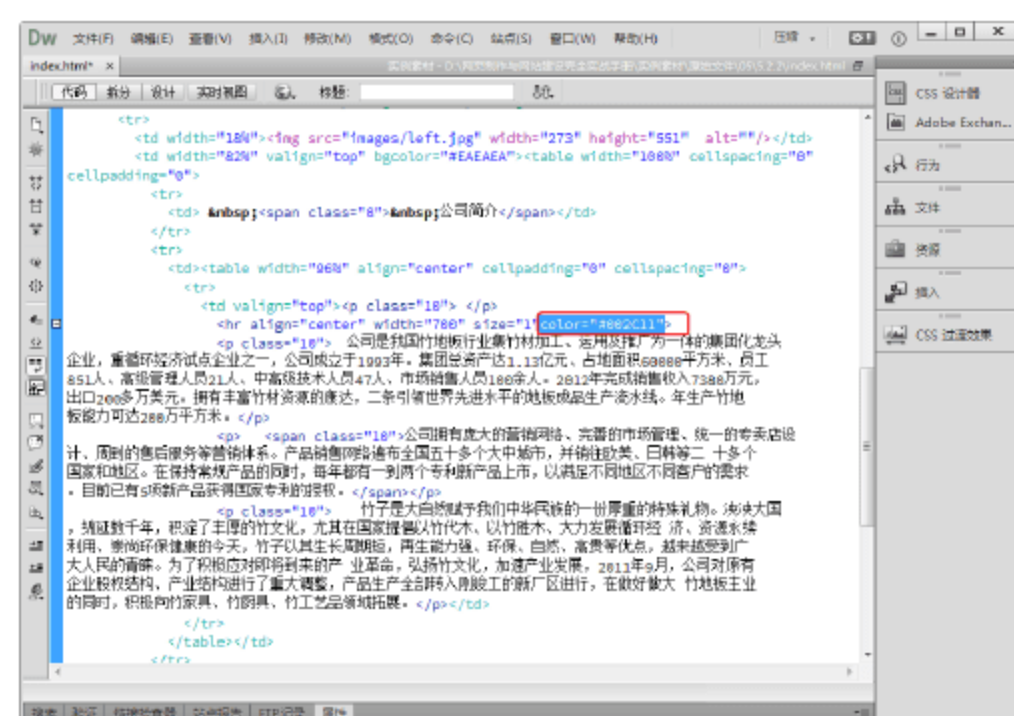 Dw 文件(F) 编辑(E) 查看(V) 插入(I) 修改(M) 格式(O) 命令(C) 站点(S) 窗口(W) 帮助(H) 压缩
index.html* ×
代码 拆分 设计 实时视图 标题:
<tr>
<td width="18%"><img src="images/left.jpg" width="273" height="551" alt=""/></td>
<td width="82%" valign="top" bgcolor="#EAEAEA"><table width="100%" cellspacing="0"
cellpadding="0">
<tr>
<td> &nbsp;<span class="8">&nbsp;公司简介</span></td>
</tr>
<tr>
<td><table width="96%" align="center" cellpadding="0" cellspacing="0">
<tr>
<td valign="top"><p class="10"> </p>
<hr align="center" width="700" size="1" color="#002C11">
<p class="10"> 公司是我国竹地板行业集竹材加工、运用及推广为一体的集团化龙头
企业，重循环经济试点企业之一，公司成立于1993年。集团总资产达1.13亿元、占地面积60000平方米、员工
851人、高级管理人员21人、中高级技术人员47人、市场销售人员100余人。2012年完成销售收入7300万元，
出口200多万美元。拥有丰富竹材资源的康达，二条引领世界先进水平的地板成品生产流水线。年生产竹地
板能力可达200万平方米。</p>
<p> <span class="10">公司拥有庞大的营销网络、完善的市场管理、统一的专卖店设
计、周到的售后服务等营销体系。产品销售网络遍布全国五十多个大中城市，并销往欧美、日韩等二 十多个
国家和地区。在保持常规产品的同时，每年都有一到两个专利新产品上市，以满足不同地区不同客户的需求
。目前已有5项新产品获得国家专利的授权。</span></p>
<p class="10"> 竹子是大自然赋予我们中华民族的一份厚重的特殊礼物。泱泱大国
，绵延数千年，积淀了丰厚的竹文化，尤其在国家提倡以竹代木、以竹胜木、大力发展循环经 济、资源永续
利用、崇尚环保健康的今天，竹子以其生长周期短，再生能力强、环保、自然、高贵等优点，越来越受到广
大人民的青睐。为了积极应对即将到来的产 业革命，弘扬竹文化，加速产业发展，2011年9月，公司对原有
企业股权结构、产业结构进行了重大调整，产品生产全部转入刚竣工的新厂区进行，在做好做大 竹地板主业
的同时，积极向竹家具、竹厨具、竹工艺品领域拓展。</p></td>
</tr>
</table></td>
</tr>
CSS 设计器
Adobe Exchan...
行为
文件
资源
插入
CSS 过渡效果
搜索 验证 链接检查器 站点报告 FTP记录 属性